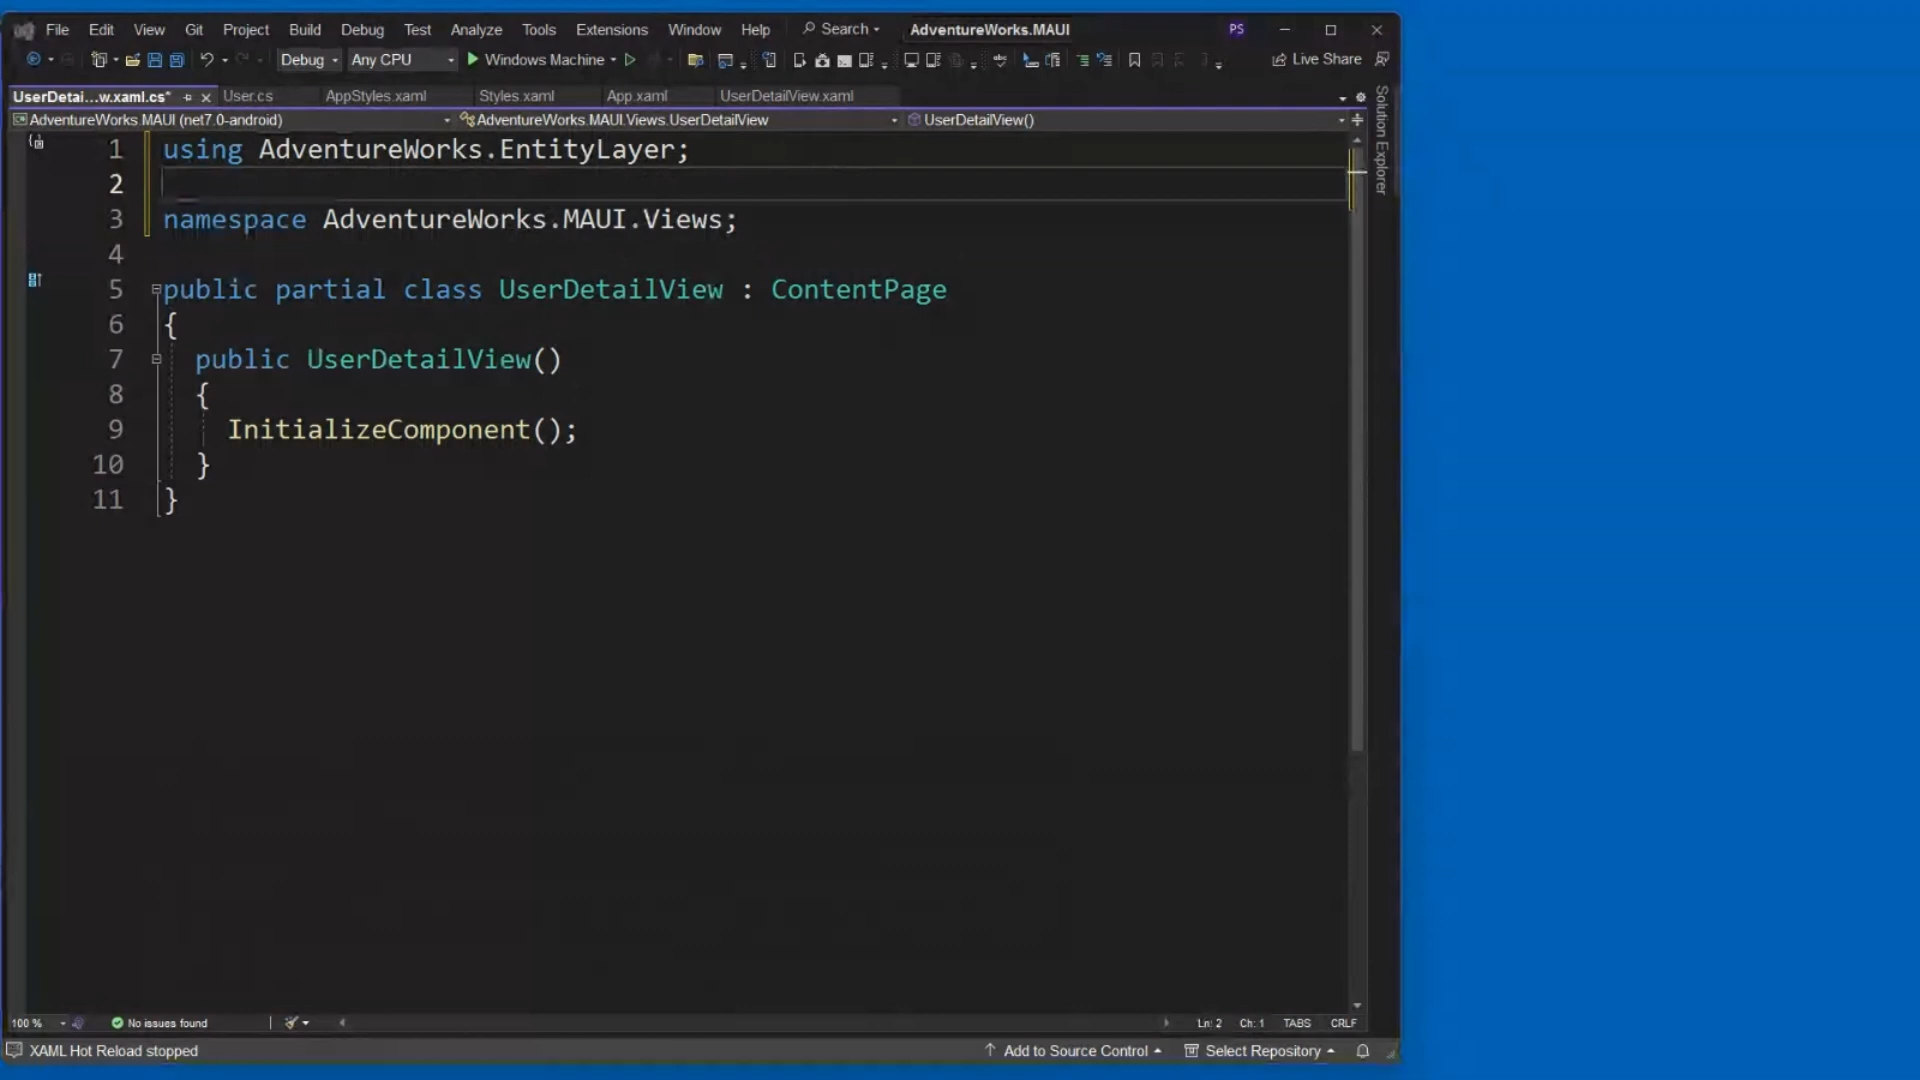 File Edit View Git Project Build Debug Test Analyze Tools Extensions Window Help Search AdventureWorks.MAUI PS
Debug Any CPU Windows Machine Live Share
UserDetai...w.xaml.cs* User.cs AppStyles.xaml Styles.xaml App.xaml UserDetailView.xaml
AdventureWorks.MAUI (net7.0-android) AdventureWorks.MAUI.Views.UserDetailView UserDetailView()
Solution Explorer
1 using AdventureWorks.EntityLayer;
2
3 namespace AdventureWorks.MAUI.Views;
4
5 public partial class UserDetailView : ContentPage
6 {
7 public UserDetailView()
8 {
9 InitializeComponent();
10 }
11 }
100 % No issues found Ln: 2 Ch: 1 TABS CRLF
XAML Hot Reload stopped Add to Source Control Select Repository